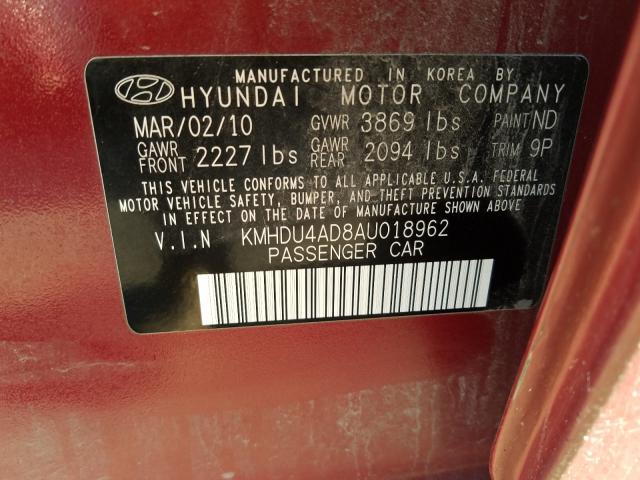 MANUFACTURED IN KOREA BY
HYUNDAI MOTOR COMPANY
MAR/02/10 GVWR 3869 lbs PAINT ND
GAWR FRONT 2227 lbs GAWR REAR 2094 lbs TRIM 9P
THIS VEHICLE CONFORMS TO ALL APPLICABLE U.S.A. FEDERAL
MOTOR VEHICLE SAFETY, BUMPER, AND THEFT PREVENTION STANDARDS
IN EFFECT ON THE DATE OF MANUFACTURE SHOWN ABOVE
V.I.N KMHDU4AD8AU018962
PASSENGER CAR